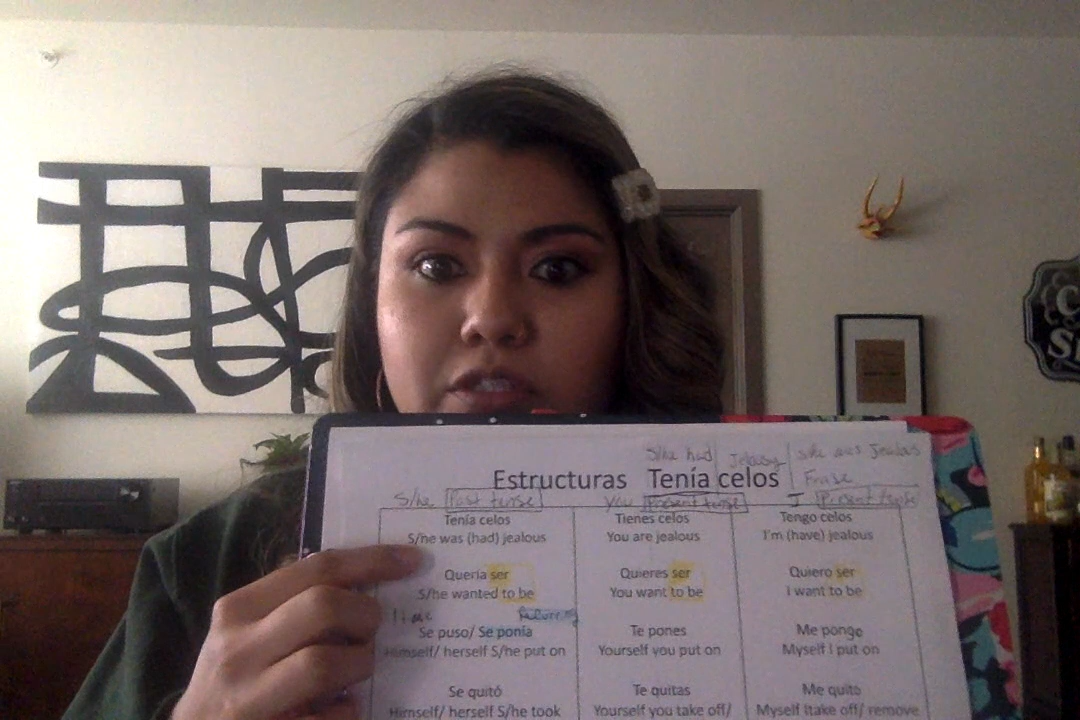 S/he had | Jelousy | s/he was Jealous
Estructuras Tenía celos Frase
S/he Past tense You Present tense I Present tense
Tenía celos Tienes celos Tengo celos
S/he was (had) jealous You are jealous I'm (have) jealous
Quería ser Quieres ser Quiero ser
S/he wanted to be You want to be I want to be
1 time
Se puso/ Se ponía Te pones Me pongo
Himself/ herself S/he put on Yourself you put on Myself I put on
Se quitó Te quitas Me quito
Himself/ herself S/he took Yourself you take off/ Myself Itake off/ remove